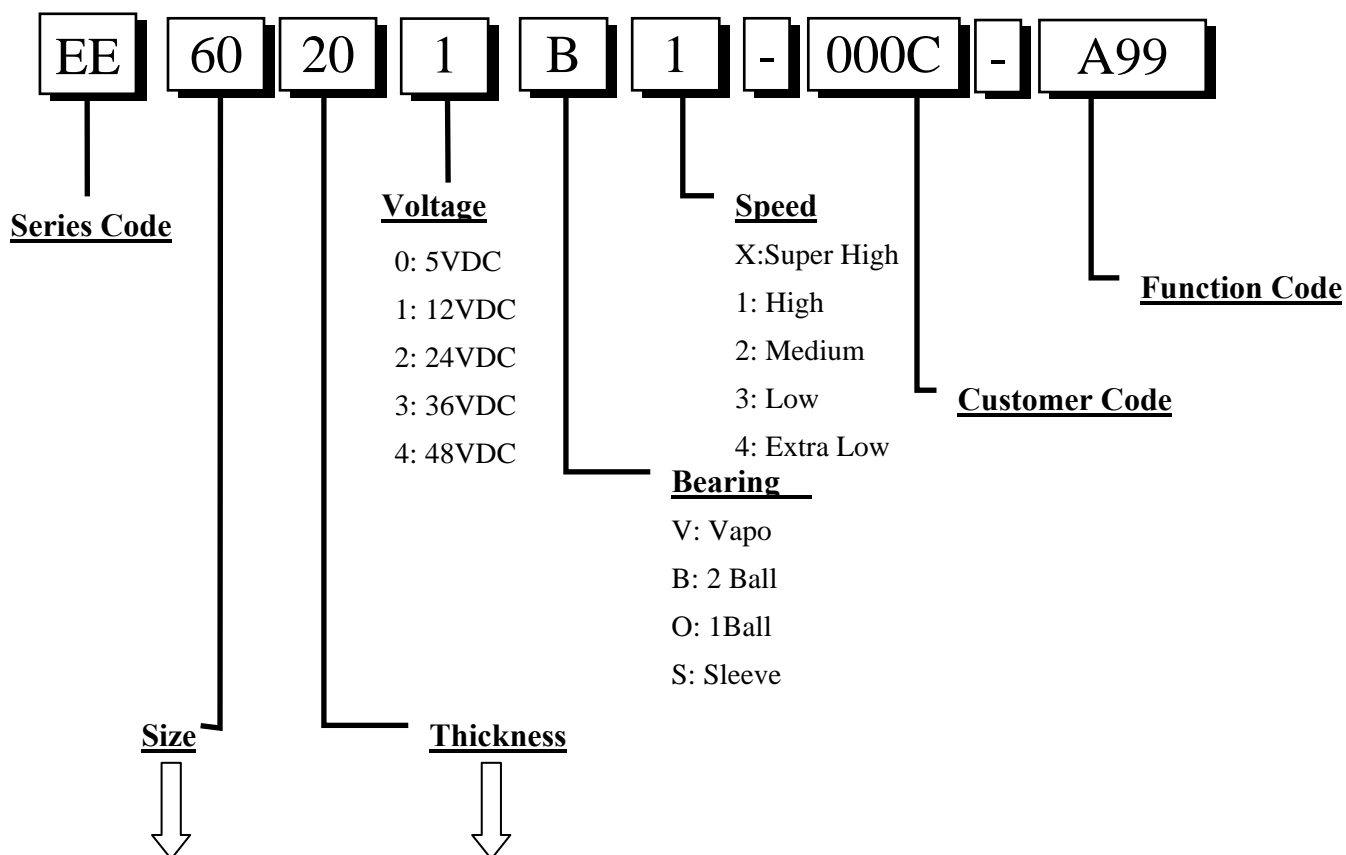 EE 60 20 1 B 1 - 000C - A99
Series Code
Voltage
0: 5VDC
1: 12VDC
2: 24VDC
3: 36VDC
4: 48VDC
Speed
X:Super High
1: High
2: Medium
3: Low
4: Extra Low
Function Code
Customer Code
Bearing
V: Vapo
B: 2 Ball
O: 1Ball
S: Sleeve
Size
Thickness